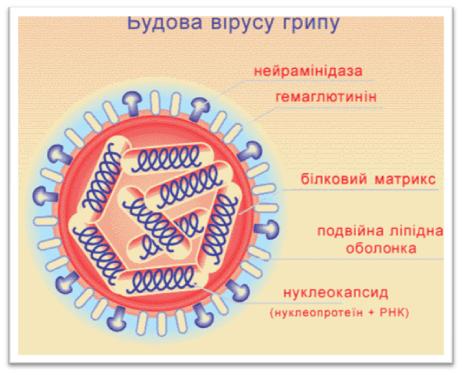 Будова вірусу грипу
нейрамінідаза
гемаглютинін
білковий матрикс
подвійна ліпідна
оболонка
нуклеокапсид
(нуклеопротеїн + РНК)